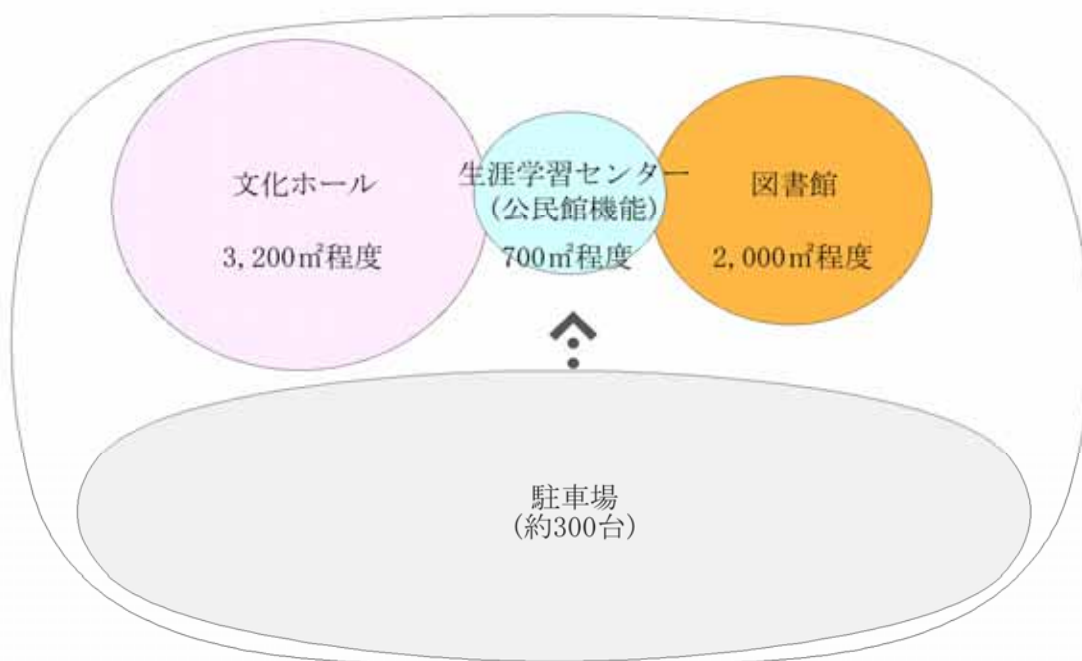 文化ホール
3,200㎡程度
生涯学習センター
(公民館機能)
700㎡程度
図書館
2,000㎡程度
駐車場
(約300台)